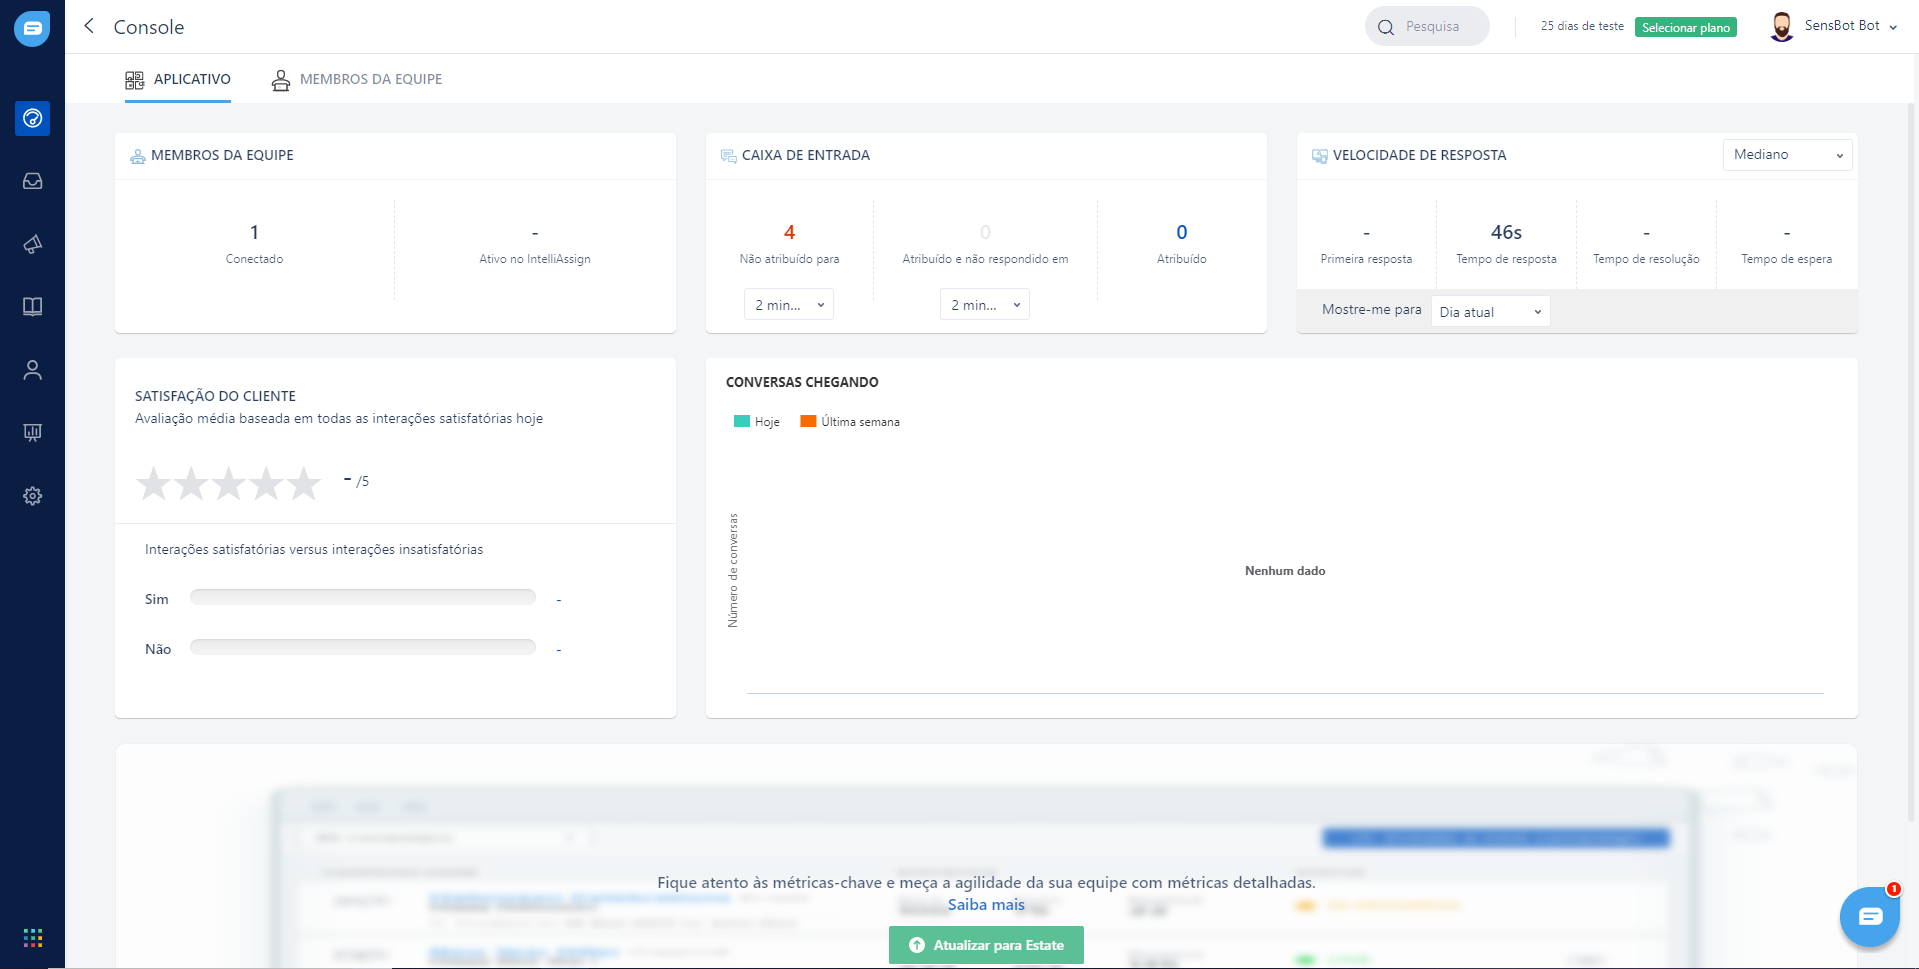 Console
Pesquisa
25 dias de teste
Selecionar plano
SensBot Bot
APLICATIVO
MEMBROS DA EQUIPE
MEMBROS DA EQUIPE
1
Conectado
-
Ativo no IntelliAssign
CAIXA DE ENTRADA
4
Não atribuído para
2 min...
0
Atribuído e não respondido em
2 min...
0
Atribuído
VELOCIDADE DE RESPOSTA
Mediano
-
Primeira resposta
46s
Tempo de resposta
-
Tempo de resolução
-
Tempo de espera
Mostre-me para
Dia atual
SATISFAÇÃO DO CLIENTE
Avaliação média baseada em todas as interações satisfatórias hoje
- /5
Interações satisfatórias versus interações insatisfatórias
Sim -
Não -
CONVERSAS CHEGANDO
Hoje
Última semana
Número de conversas
Nenhum dado
Fique atento às métricas-chave e meça a agilidade da sua equipe com métricas detalhadas.
Saiba mais
Atualizar para Estate
1